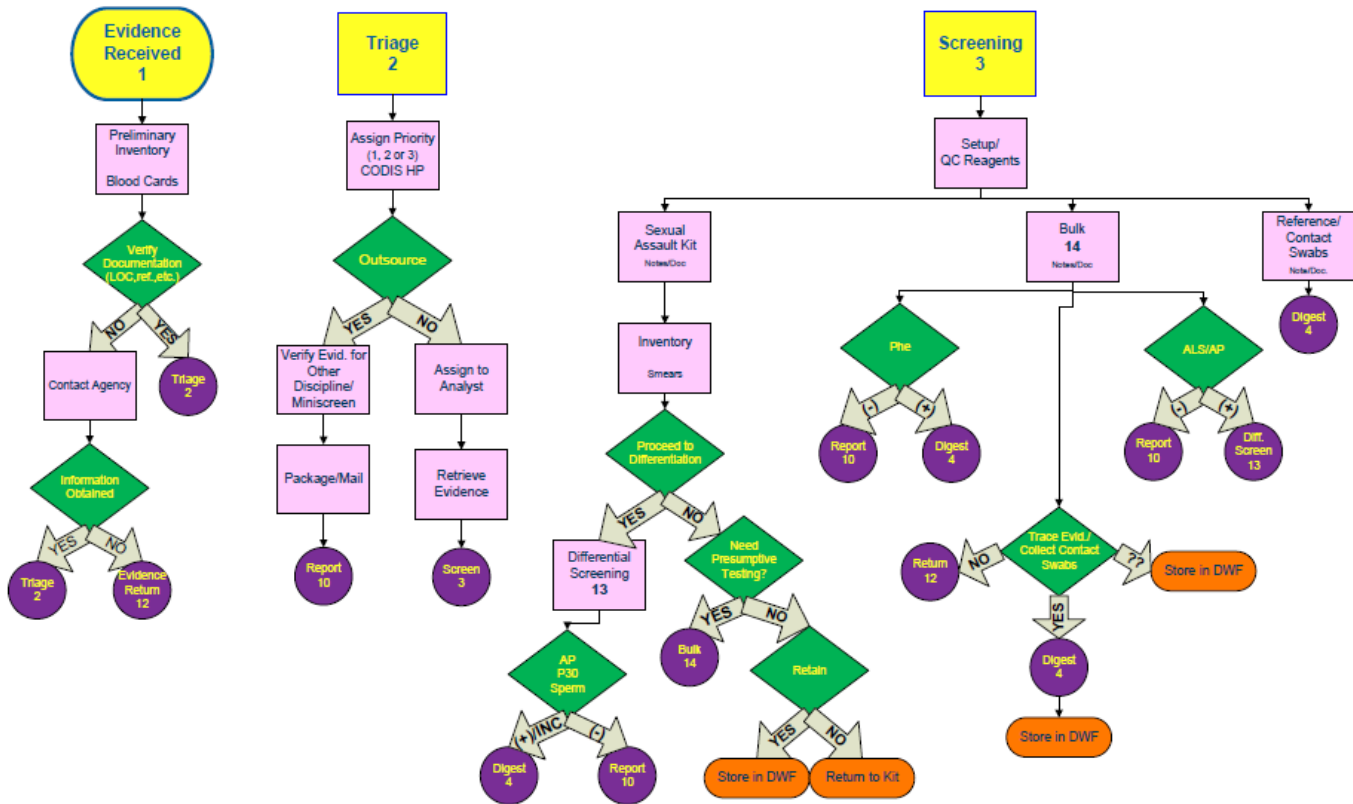 Evidence
Received
1
Preliminary
Inventory
Blood Cards
Verify
Documentation
(LOC,ref.,etc.)
NO
YES
Contact Agency
Triage
2
Information
Obtained
YES
NO
Triage
2
Evidence
Return
12
Triage
2
Assign Priority
(1, 2 or 3)
CODIS HP
Outsource
YES
NO
Verify Evid. for
Other
Discipline/
Miniscreen
Assign to
Analyst
Package/Mail
Retrieve
Evidence
Report
10
Screen
3
Screening
3
Setup/
QC Reagents
Sexual
Assault Kit
Notes/Doc
Inventory
Smears
Proceed to
Differentiation
YES
NO
Differential
Screening
13
Need
Presumptive
Testing?
AP
P30
Sperm
(+)/INC
(-)
Digest
4
Report
10
YES
NO
Bulk
14
Retain
YES
NO
Store in DWF
Return to Kit
Bulk
14
Notes/Doc
Phe
(-)
(+)
Report
10
Digest
4
Trace Evid./
Collect Contact
Swabs
NO
??
YES
Return
12
Store in DWF
Digest
4
Store in DWF
ALS/AP
(-)
(+)
Report
10
Diff.
Screen
13
Reference/
Contact
Swabs
Note/Doc.
Digest
4